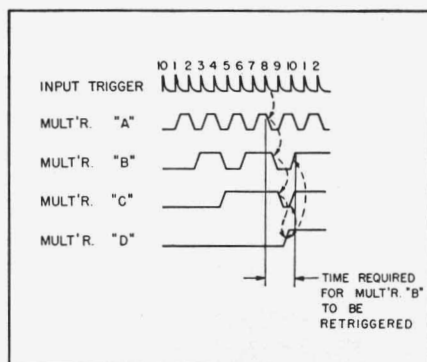 10 1 2 3 4 5 6 7 8 9 10 1 2
INPUT TRIGGER
MULT'R. "A"
MULT'R. "B"
MULT'R. "C"
MULT'R. "D"
TIME REQUIRED
FOR MULT'R. "B"
TO BE
RETRIGGERED